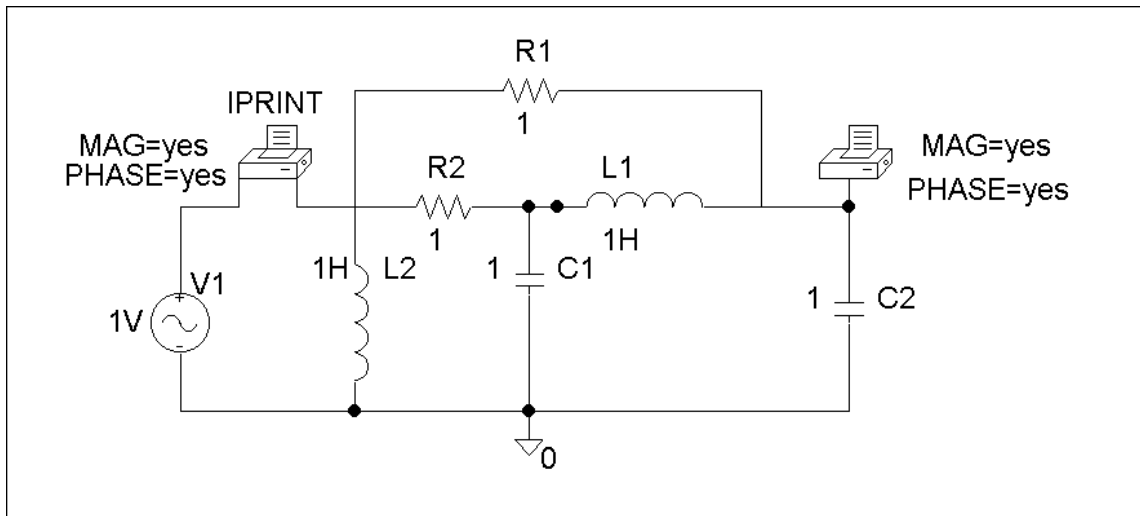 R1
1
IPRINT
MAG=yes
PHASE=yes
MAG=yes
PHASE=yes
R2
1
L1
1H
1H
L2
1
C1
V1
1V
1
C2
0